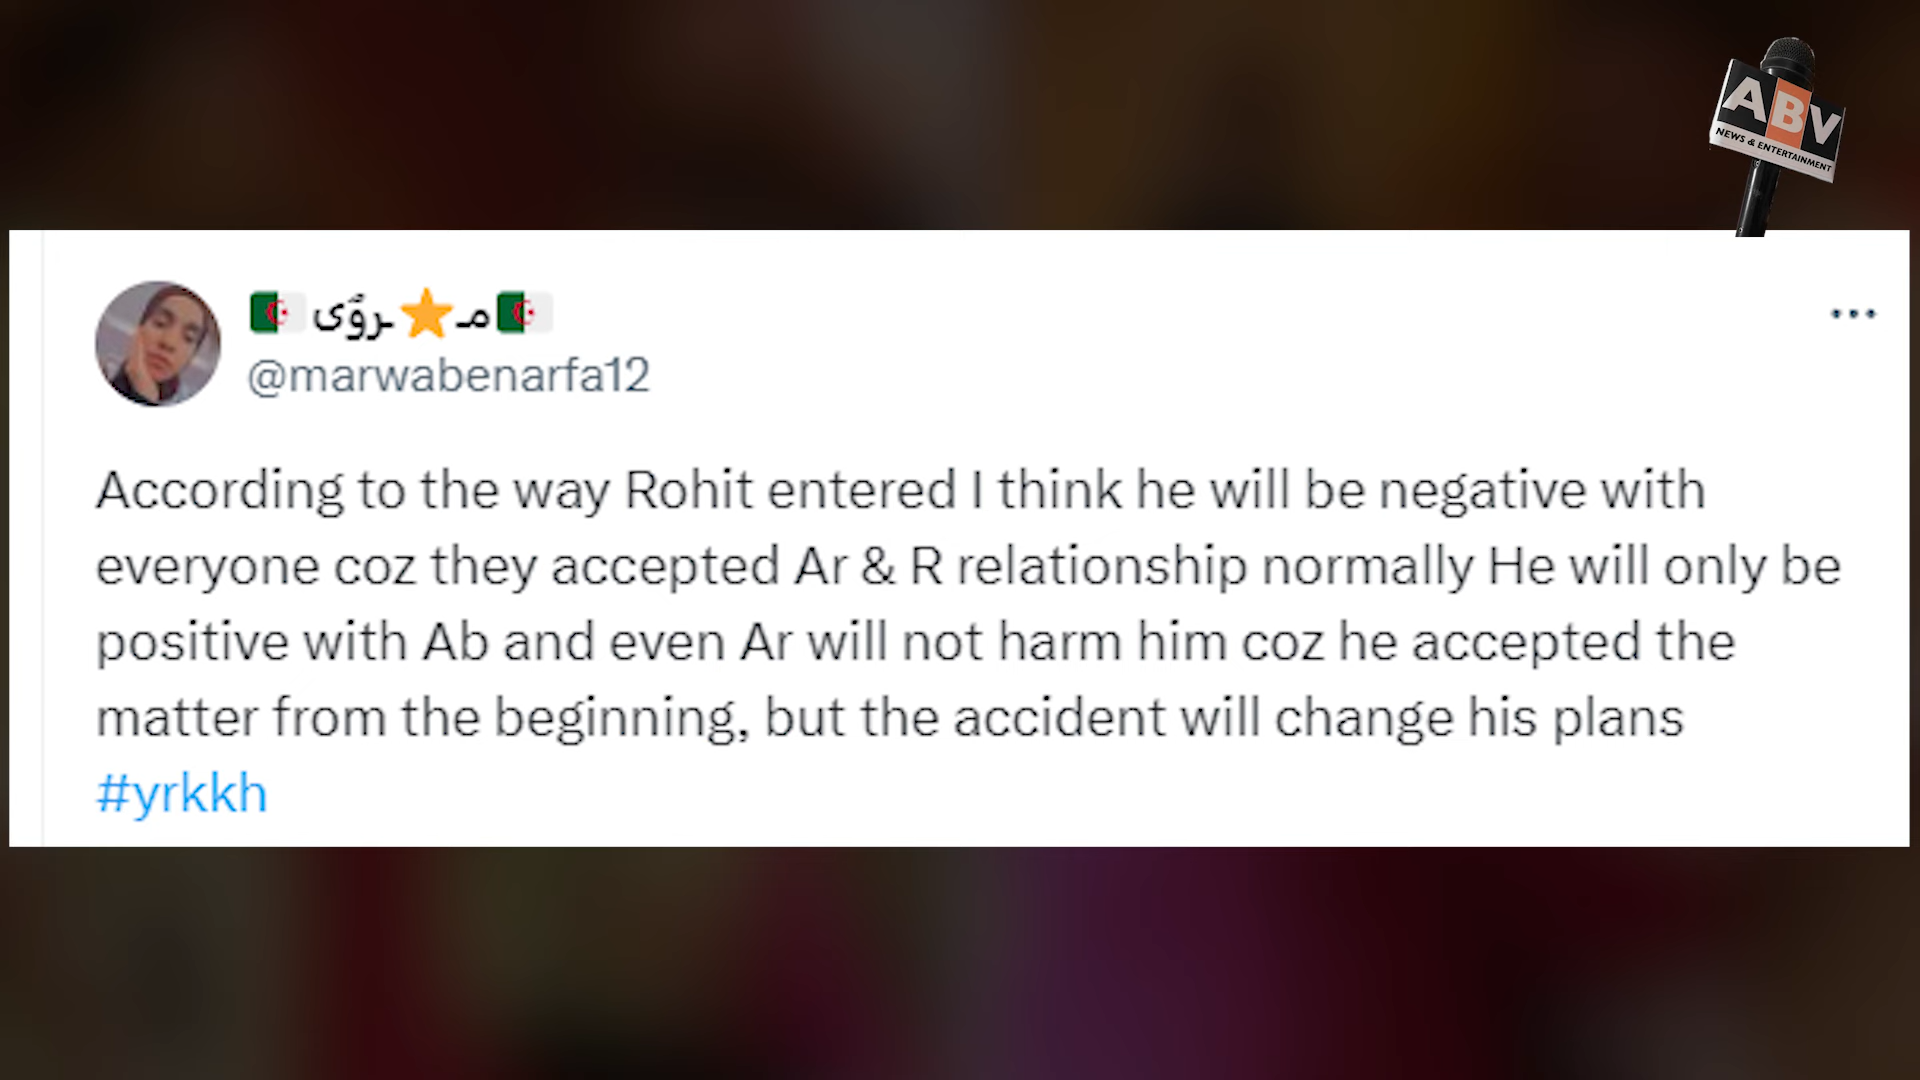 ABV
NEWS & ENTERTAINMENT
🇩🇿مـ⭐ـروًى🇩🇿
@marwabenarfa12
According to the way Rohit entered I think he will be negative with
everyone coz they accepted Ar & R relationship normally He will only be
positive with Ab and even Ar will not harm him coz he accepted the
matter from the beginning, but the accident will change his plans
#yrkkh